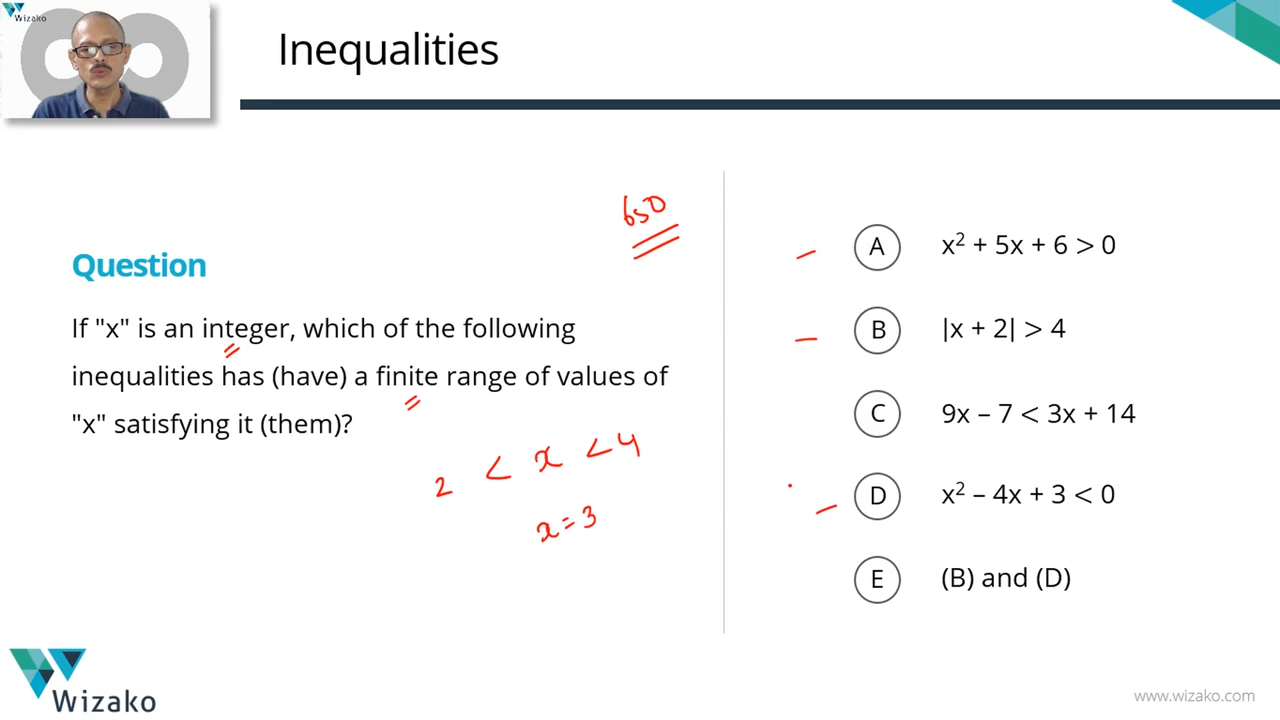 Wizako
Inequalities
650
Question
If "x" is an integer, which of the following
inequalities has (have) a finite range of values of
"x" satisfying it (them)?
2 < x < 4
x = 3
A x² + 5x + 6 > 0
B |x + 2| > 4
C 9x – 7 < 3x + 14
D x² – 4x + 3 < 0
E (B) and (D)
Wizako
www.wizako.com